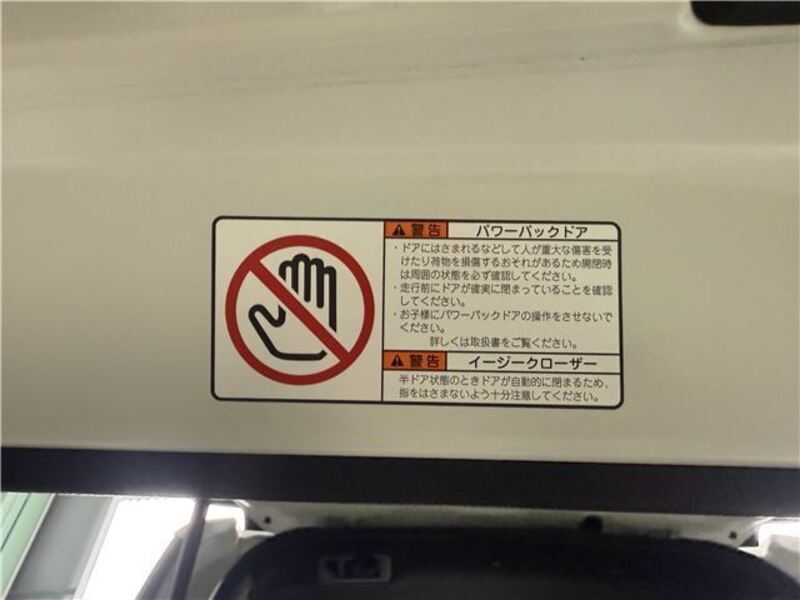 警告 パワーバックドア
・ドアにはさまれるなどして人が重大な傷害を受
けたり荷物を損傷するおそれがあるため開閉時
は周囲の状態を必ず確認してください。
・走行前にドアが確実に閉まっていることを確認
してください。
・お子様にパワーバックドアの操作をさせないで
ください。
詳しくは取扱書をご覧ください。
警告 イージークローザー
半ドア状態のときドアが自動的に閉まるため、
指をはさまないよう十分注意してください。